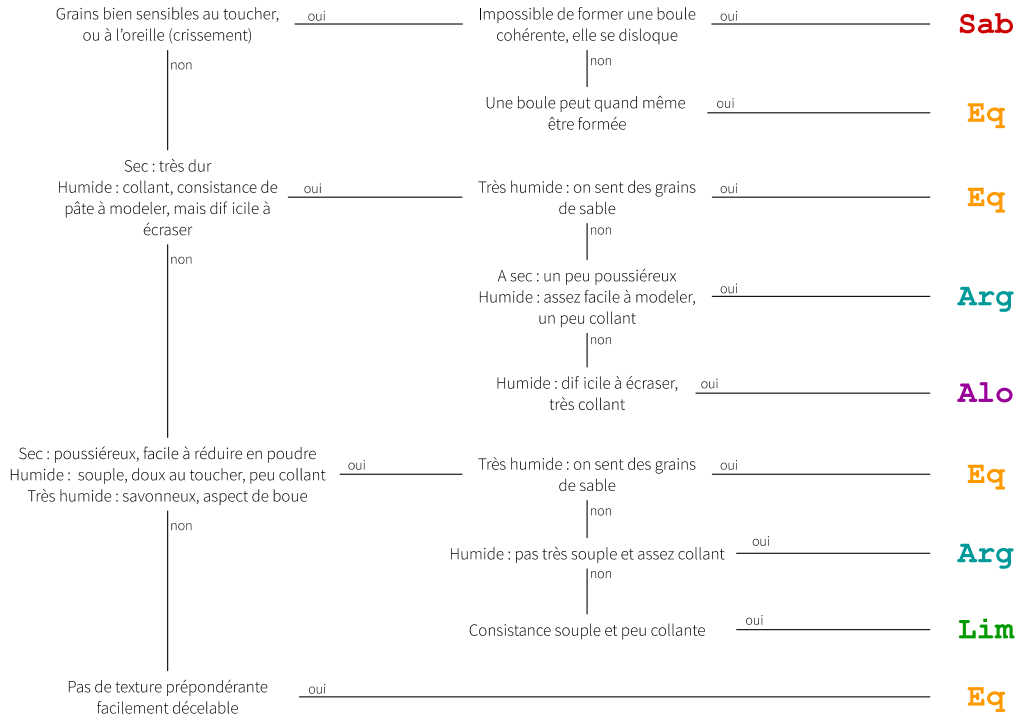 Grains bien sensibles au toucher,
ou à l'oreille (crissement)
oui
Impossible de former une boule
cohérente, elle se disloque
oui
Sab
non
non
Une boule peut quand même
être formée
oui
Eq
Sec : très dur
Humide : collant, consistance de
pâte à modeler, mais dif icile à
écraser
oui
Très humide : on sent des grains
de sable
oui
Eq
non
non
A sec : un peu poussiéreux
Humide : assez facile à modeler,
un peu collant
oui
Arg
non
Humide : dif icile à écraser,
très collant
oui
Alo
Sec : poussiéreux, facile à réduire en poudre
Humide : souple, doux au toucher, peu collant
Très humide : savonneux, aspect de boue
oui
Très humide : on sent des grains
de sable
oui
Eq
non
non
Humide : pas très souple et assez collant
oui
Arg
non
Consistance souple et peu collante
oui
Lim
Pas de texture prépondérante
facilement décelable
oui
Eq